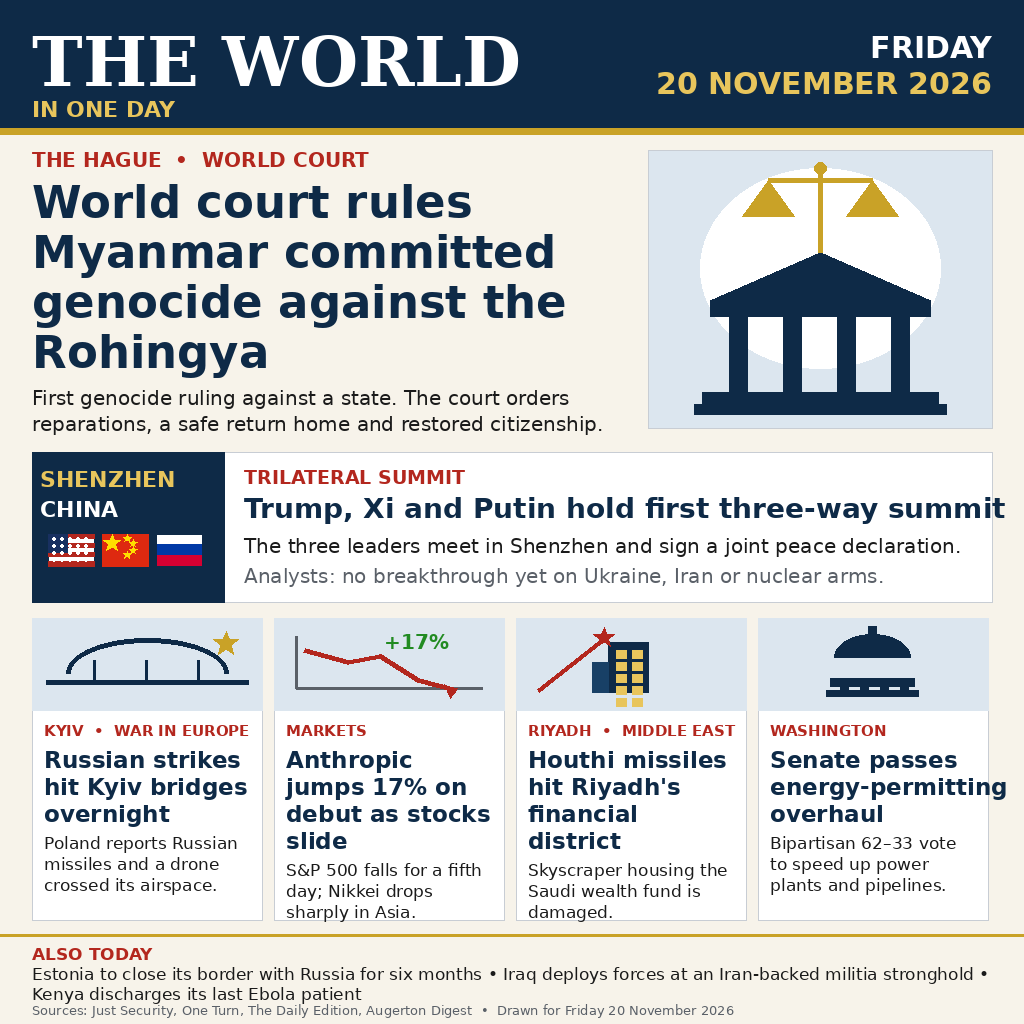 THE WORLD
IN ONE DAY
FRIDAY
20 NOVEMBER 2026
THE HAGUE • WORLD COURT
World court rules
Myanmar committed
genocide against the
Rohingya
First genocide ruling against a state. The court orders
reparations, a safe return home and restored citizenship.
SHENZHEN
CHINA
TRILATERAL SUMMIT
Trump, Xi and Putin hold first three-way summit
The three leaders meet in Shenzhen and sign a joint peace declaration.
Analysts: no breakthrough yet on Ukraine, Iran or nuclear arms.
KYIV • WAR IN EUROPE
Russian strikes
hit Kyiv bridges
overnight
Poland reports Russian
missiles and a drone
crossed its airspace.
+17%
MARKETS
Anthropic
jumps 17% on
debut as stocks
slide
S&P 500 falls for a fifth
day; Nikkei drops
sharply in Asia.
RIYADH • MIDDLE EAST
Houthi missiles
hit Riyadh's
financial
district
Skyscraper housing the
Saudi wealth fund is
damaged.
WASHINGTON
Senate passes
energy-permitting
overhaul
Bipartisan 62–33 vote
to speed up power
plants and pipelines.
ALSO TODAY
Estonia to close its border with Russia for six months • Iraq deploys forces at an Iran-backed militia stronghold •
Kenya discharges its last Ebola patient
Sources: Just Security, One Turn, The Daily Edition, Augerton Digest • Drawn for Friday 20 November 2026